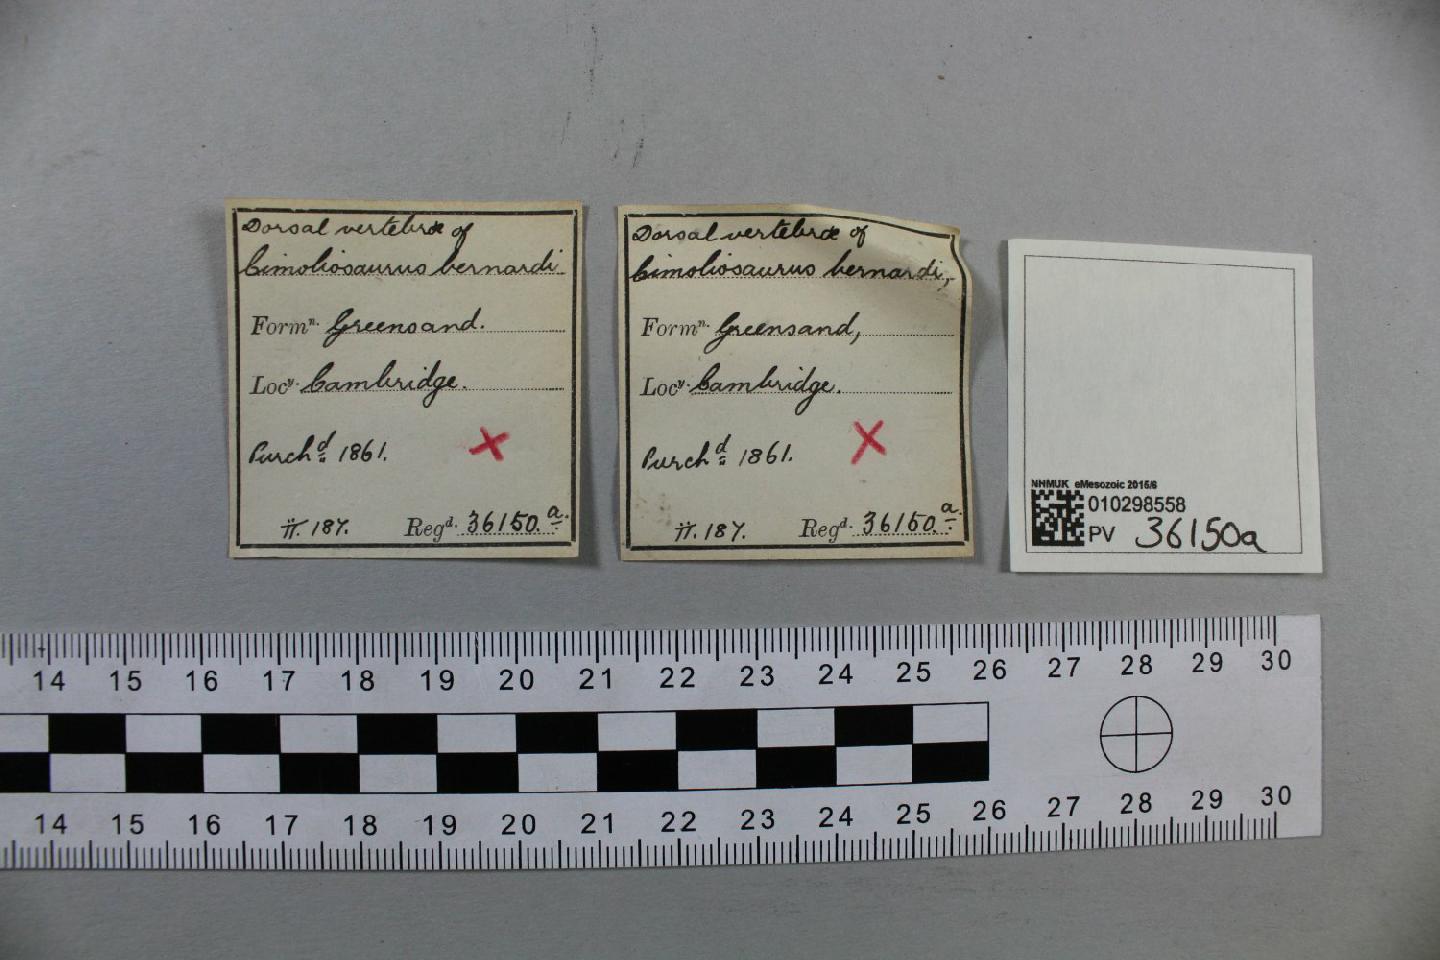 Dorsal vertebræ of
Cimoliosaurus bernardi
Formn. Greensand.
Locy. Cambridge.
Purchd 1861.
X
π. 187. Regd. 36150.a.
Dorsal vertebræ of
Cimoliosaurus bernardi,
Formn. Greensand,
Locy. Cambridge.
Purchd 1861.
X
π. 187. Regd. 36150.a
NHMUK eMesozoic 2015/6
010298558
PV 36150a
14 15 16 17 18 19 20 21 22 23 24 25 26 27 28 29 30
14 15 16 17 18 19 20 21 22 23 24 25 26 27 28 29 30